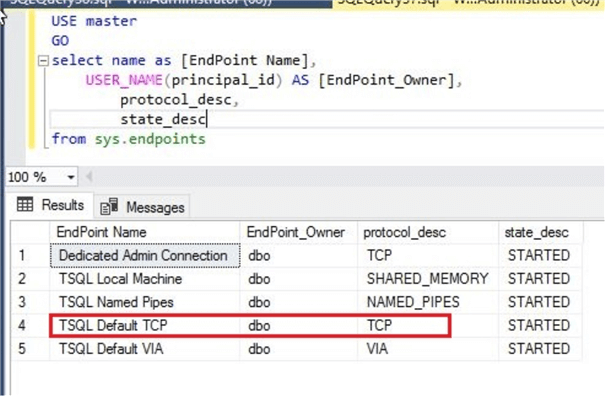 USE master
GO
select name as [EndPoint Name],
USER_NAME(principal_id) AS [EndPoint_Owner],
protocol_desc,
state_desc
from sys.endpoints
100 %
Results Messages
EndPoint Name EndPoint_Owner protocol_desc state_desc
1 Dedicated Admin Connection dbo TCP STARTED
2 TSQL Local Machine dbo SHARED_MEMORY STARTED
3 TSQL Named Pipes dbo NAMED_PIPES STARTED
4 TSQL Default TCP dbo TCP STARTED
5 TSQL Default VIA dbo VIA STARTED